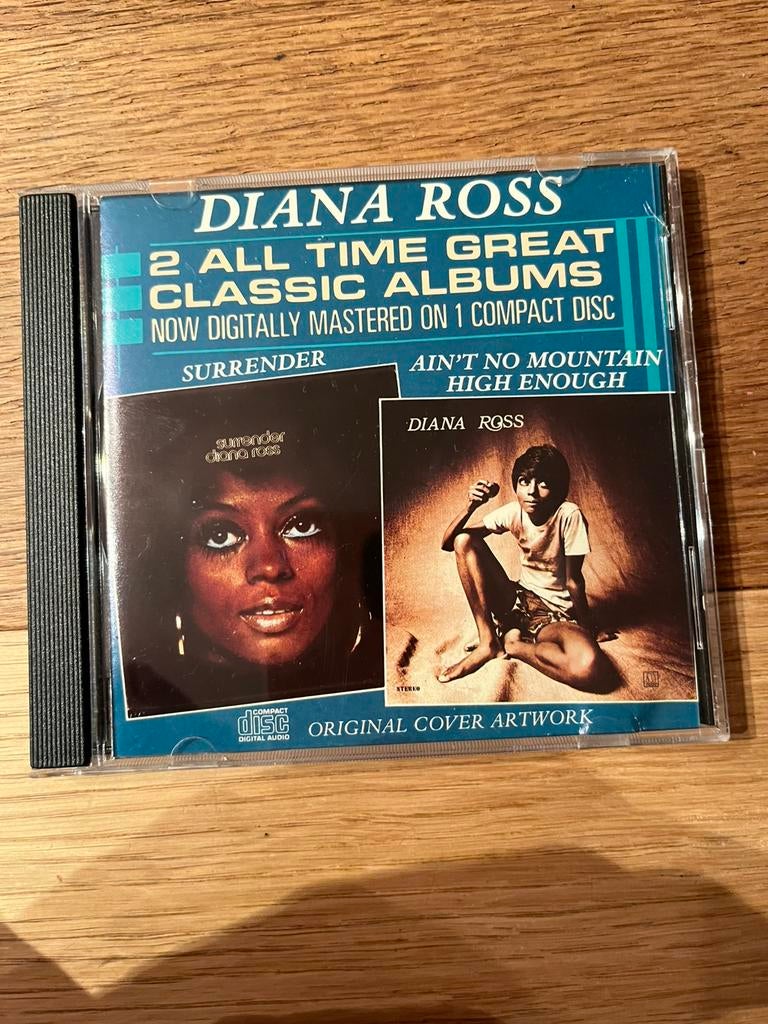 DIANA ROSS
2 ALL TIME GREAT
CLASSIC ALBUMS
NOW DIGITALLY MASTERED ON 1 COMPACT DISC
SURRENDER
AIN'T NO MOUNTAIN
HIGH ENOUGH
surrender
diana ross
DIANA ROSS
STEREO
COMPACT
disc
DIGITAL AUDIO
ORIGINAL COVER ARTWORK